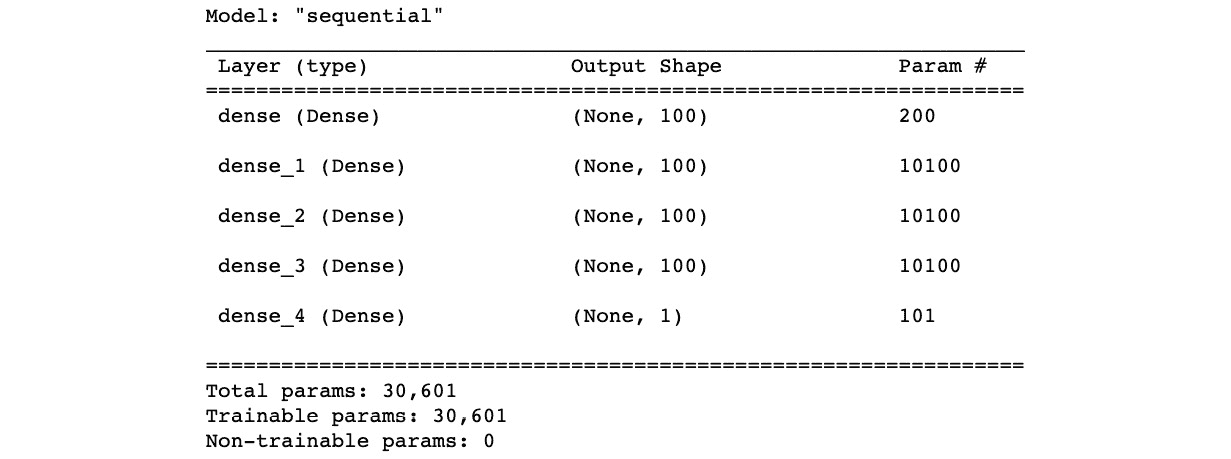 Model: "sequential"
Layer (type) Output Shape Param #
dense (Dense) (None, 100) 200
dense_1 (Dense) (None, 100) 10100
dense_2 (Dense) (None, 100) 10100
dense_3 (Dense) (None, 100) 10100
dense_4 (Dense) (None, 1) 101
Total params: 30,601
Trainable params: 30,601
Non-trainable params: 0